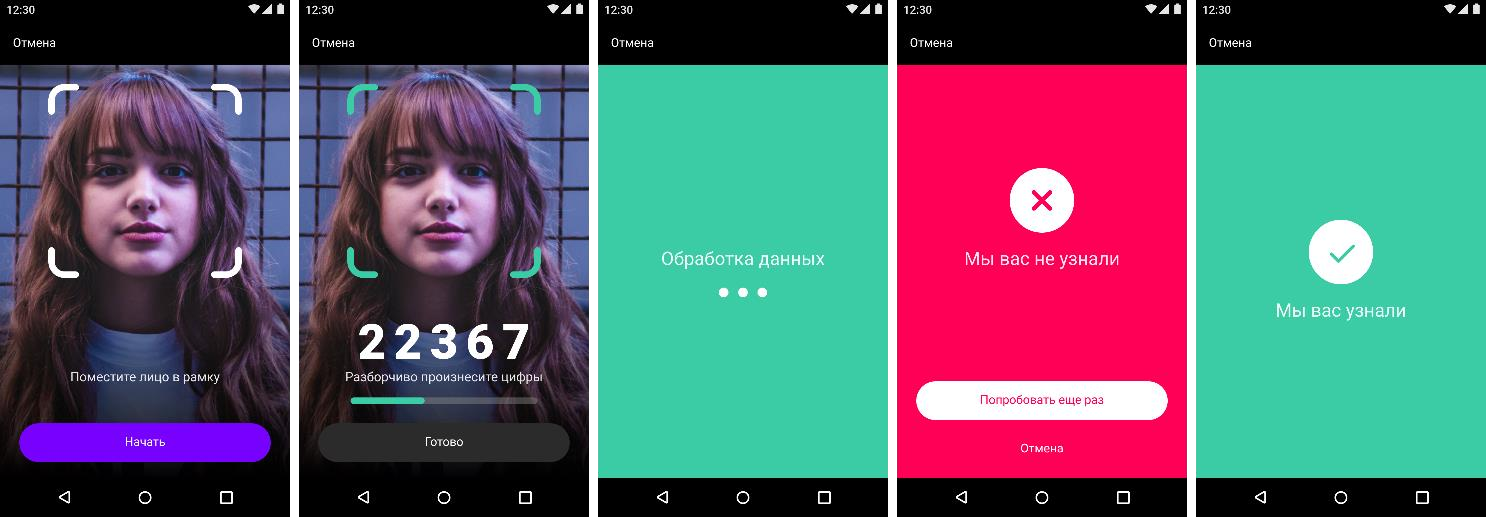 12:30
Отмена
Поместите лицо в рамку
Начать
12:30
Отмена
22367
Разборчиво произнесите цифры
Готово
12:30
Отмена
Обработка данных
12:30
Отмена
Мы вас не узнали
Попробовать еще раз
Отмена
12:30
Отмена
Мы вас узнали